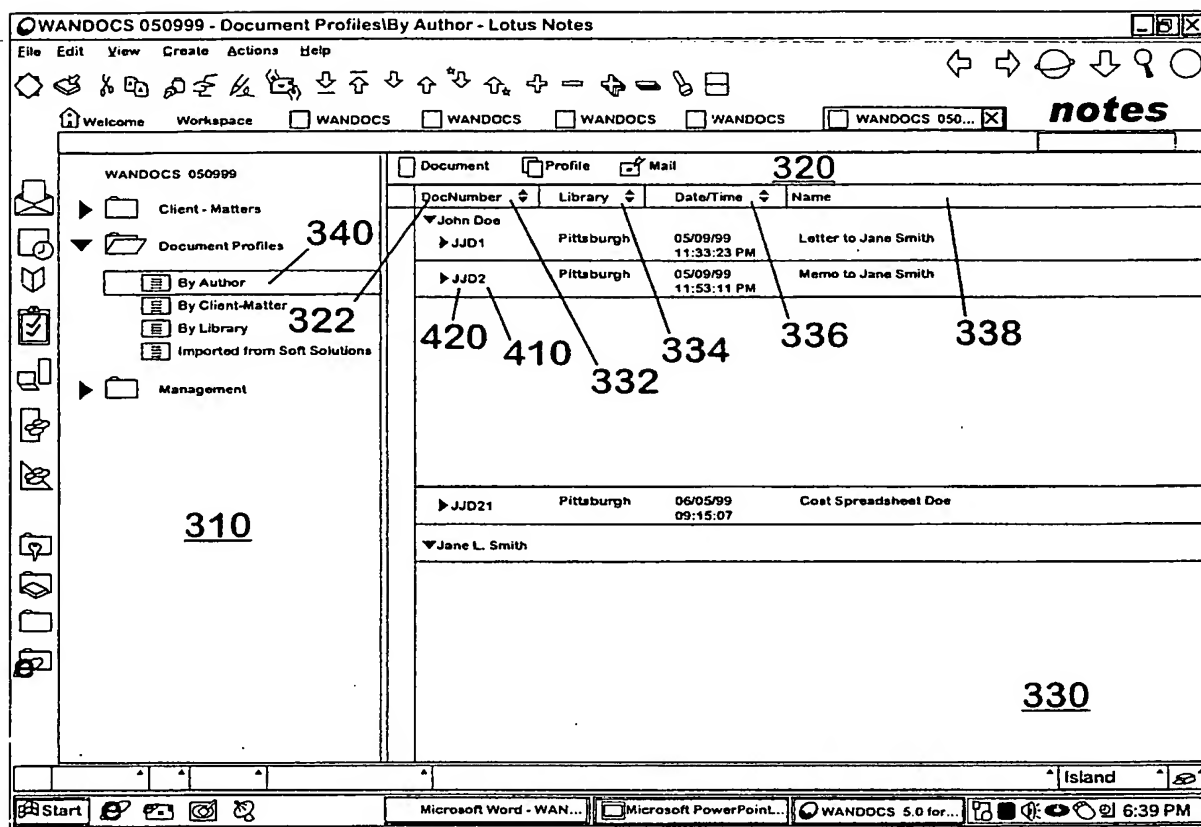 WANDOCS 050999 - Document Profiles\By Author - Lotus Notes
File Edit View Create Actions Help
notes
Welcome Workspace WANDOCS WANDOCS WANDOCS WANDOCS WANDOCS 050...
WANDOCS 050999
Client - Matters
Document Profiles
340
By Author
By Client-Matter
By Library
Imported from Soft Solutions
Management
310
322
Document Profile Mail 320
DocNumber Library Date/Time Name
John Doe
JJD1 Pittsburgh 05/09/99 Letter to Jane Smith
11:33:23 PM
JJD2 Pittsburgh 05/09/99 Memo to Jane Smith
11:53:11 PM
420 410 332 334 336 338
JJD21 Pittsburgh 06/05/99 Cost Spreadsheet Doe
09:15:07
Jane L. Smith
330
Island
Start Microsoft Word - WAN... Microsoft PowerPoint... WANDOCS 5.0 for... 6:39 PM